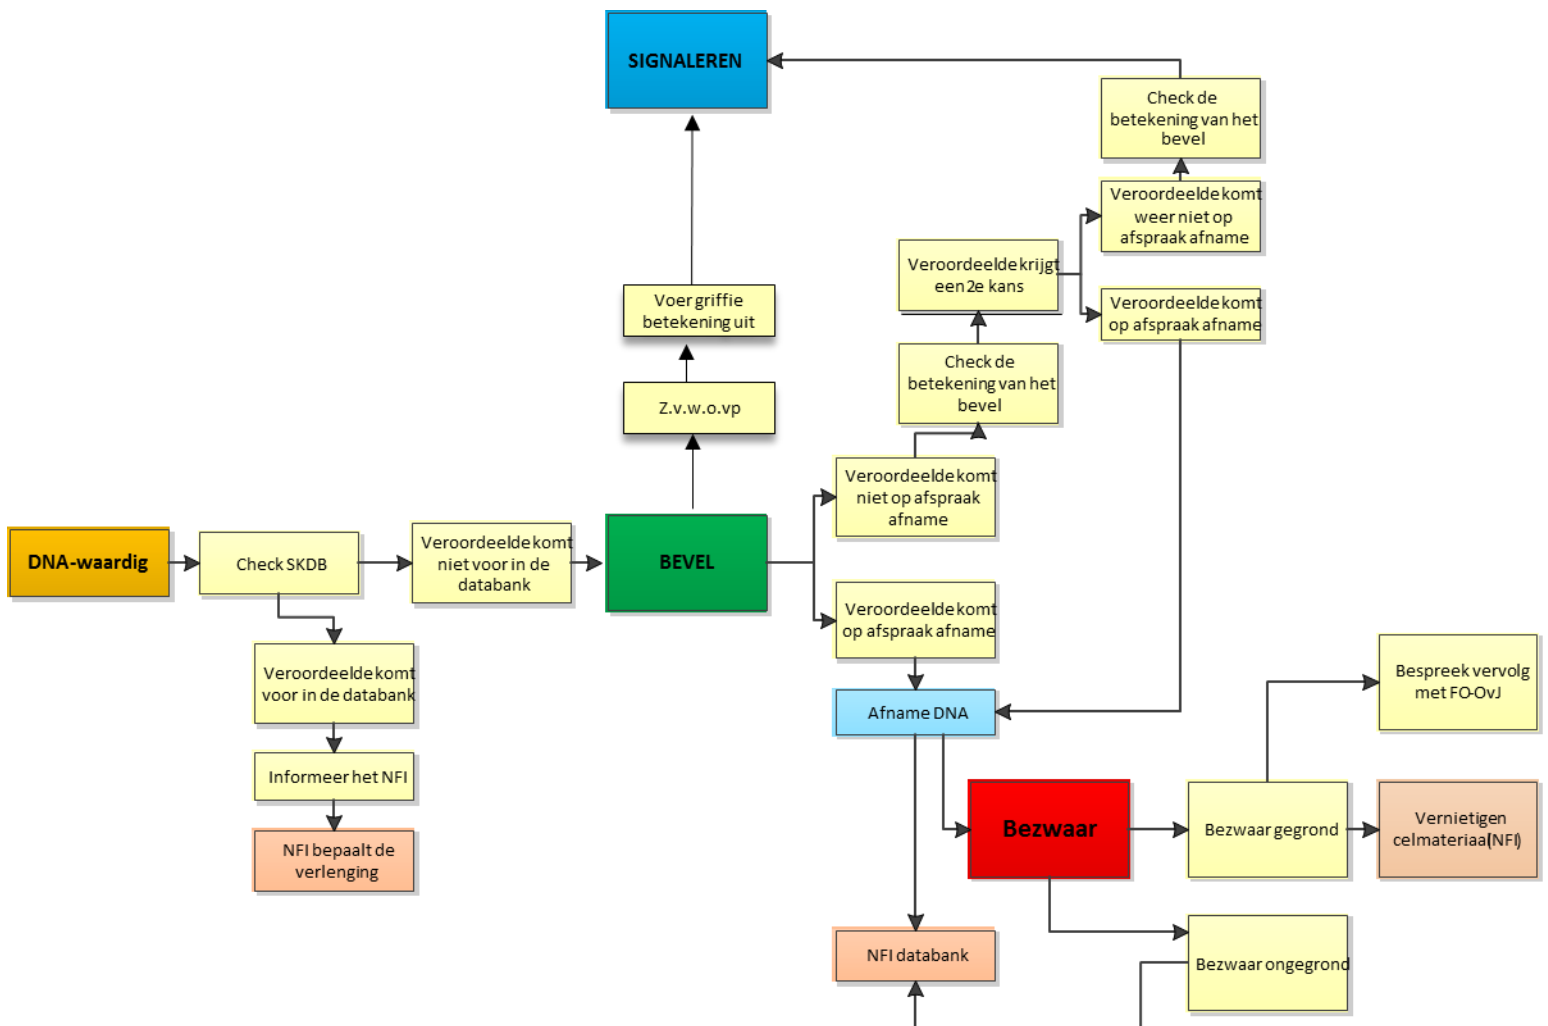 SIGNALEREN
Check de
betekening van het
bevel
Veroordeelde komt
weer niet op
afspraak afname
Veroordeelde krijgt
een 2e kans
Veroordeelde komt
op afspraak afname
Voer griffie
betekening uit
Check de
betekening van het
bevel
Z.v.w.o.vp
Veroordeelde komt
niet op afspraak
afname
DNA-waardig
Check SKDB
Veroordeelde komt
niet voor in de
databank
BEVEL
Veroordeelde komt
op afspraak afname
Veroordeelde komt
voor in de databank
Afname DNA
Bespreek vervolg
met FO-OvJ
Informeer het NFI
NFI bepaalt de
verlenging
Bezwaar
Bezwaar gegrond
Vernietigen
celmateriaal(NFI)
NFI databank
Bezwaar ongegrond